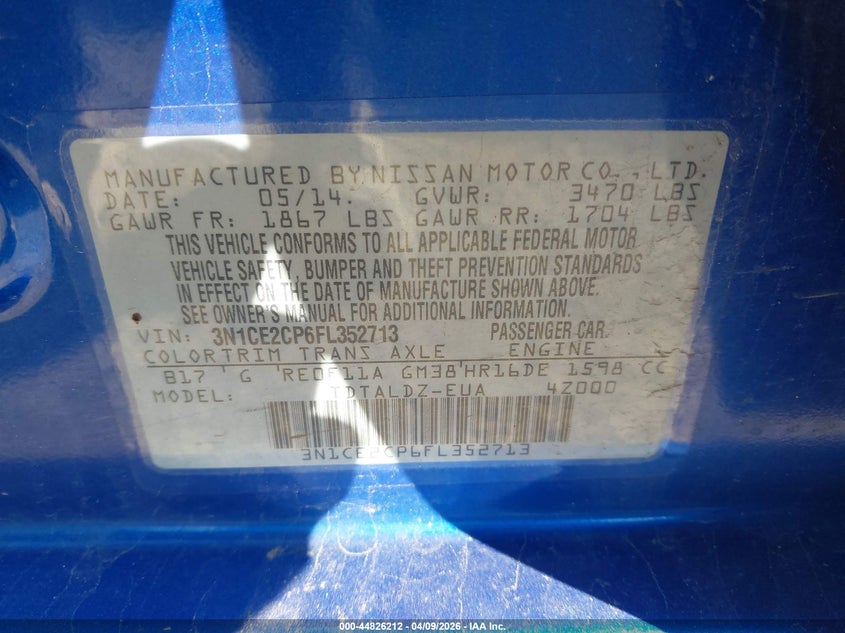 MANUFACTURED BY NISSAN MOTOR CO., LTD.
DATE: 05/14. GVWR: 3470 LBS
GAWR FR: 1867 LBS GAWR RR: 1704 LBS
THIS VEHICLE CONFORMS TO ALL APPLICABLE FEDERAL MOTOR
VEHICLE SAFETY, BUMPER AND THEFT PREVENTION STANDARDS
IN EFFECT ON THE DATE OF MANUFACTURE SHOWN ABOVE.
SEE OWNER'S MANUAL FOR ADDITIONAL INFORMATION.
VIN: 3N1CE2CP6FL352713 PASSENGER CAR.
COLOR TRIM TRANS AXLE ENGINE
B17 G RE0F11A GM38 HR16DE 1598 CC
MODEL: TDTALDZ-EUA 4Z000
3N1CE2CP6FL352713
000-44826212 - 04/09/2026 - IAA Inc.